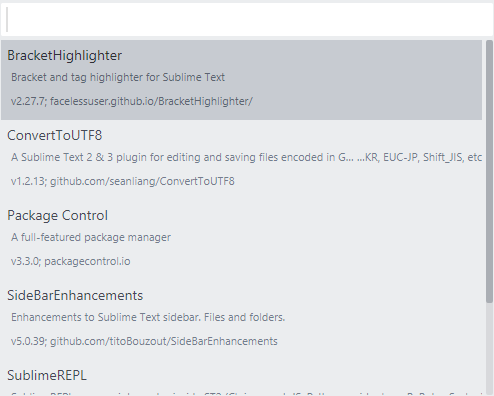 BracketHighlighter
Bracket and tag highlighter for Sublime Text
v2.27.7; facelessuser.github.io/BracketHighlighter/
ConvertToUTF8
A Sublime Text 2 & 3 plugin for editing and saving files encoded in G... ...KR, EUC-JP, Shift_JIS, etc
v1.2.13; github.com/seanliang/ConvertToUTF8
Package Control
A full-featured package manager
v3.3.0; packagecontrol.io
SideBarEnhancements
Enhancements to Sublime Text sidebar. Files and folders.
v5.0.39; github.com/titoBouzout/SideBarEnhancements
SublimeREPL